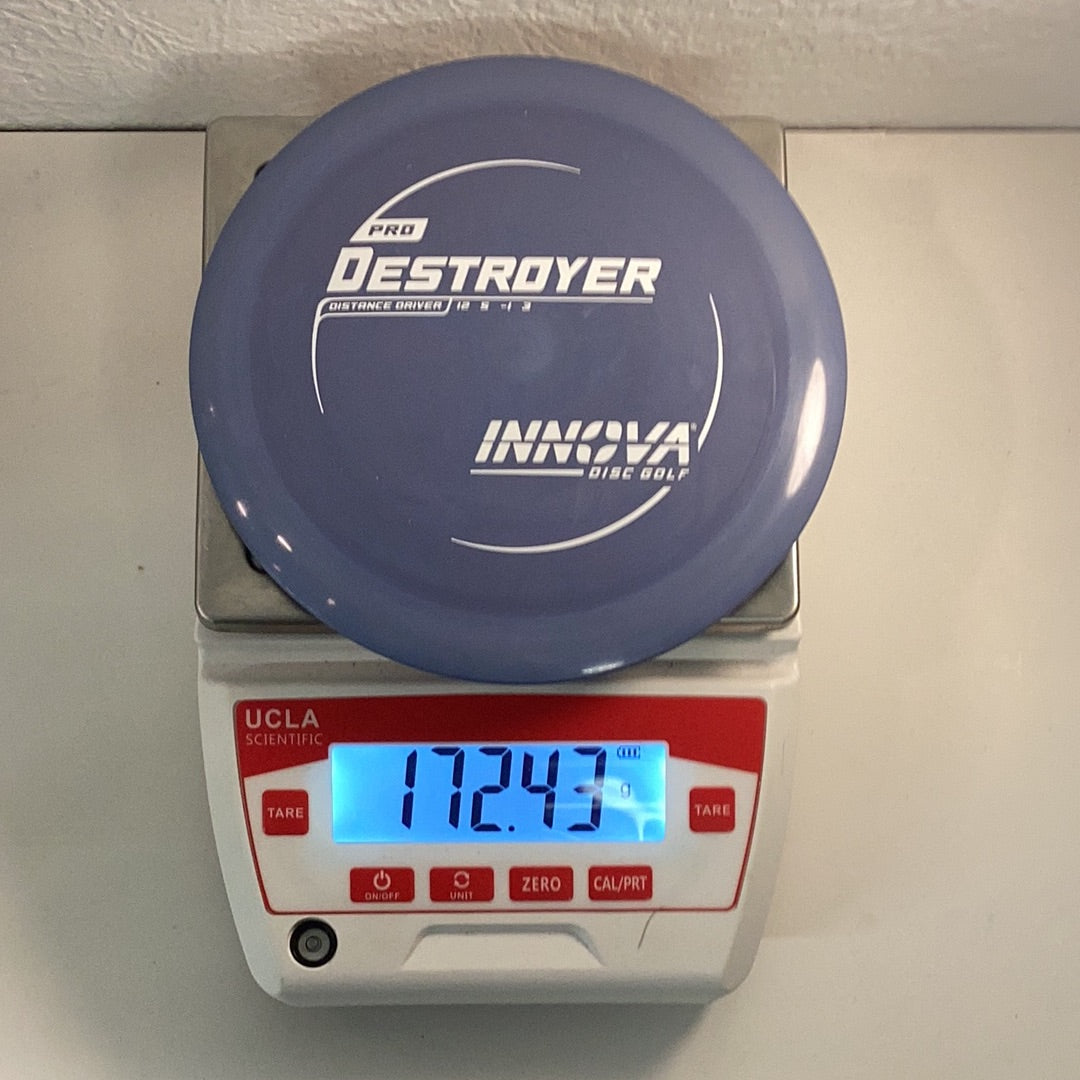 PRO
DESTROYER
DISTANCE DRIVER 12 5 -1 3
INNOVA®
DISC GOLF
UCLA
SCIENTIFIC
172.43 g
TARE
TARE
ON/OFF
UNIT
ZERO
CAL/PRT